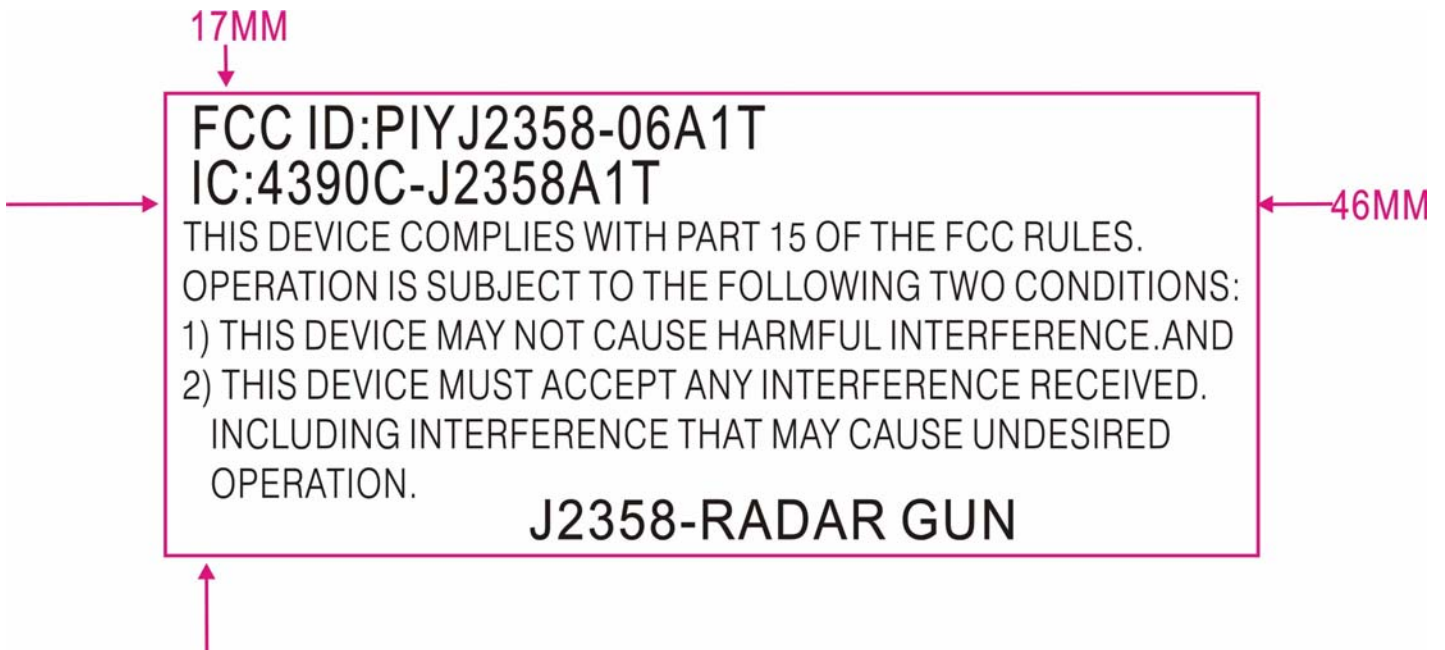 17MM
FCC ID:PIYJ2358-06A1T
IC:4390C-J2358A1T
46MM
THIS DEVICE COMPLIES WITH PART 15 OF THE FCC RULES.
OPERATION IS SUBJECT TO THE FOLLOWING TWO CONDITIONS:
1) THIS DEVICE MAY NOT CAUSE HARMFUL INTERFERENCE.AND
2) THIS DEVICE MUST ACCEPT ANY INTERFERENCE RECEIVED.
INCLUDING INTERFERENCE THAT MAY CAUSE UNDESIRED
OPERATION.
J2358-RADAR GUN